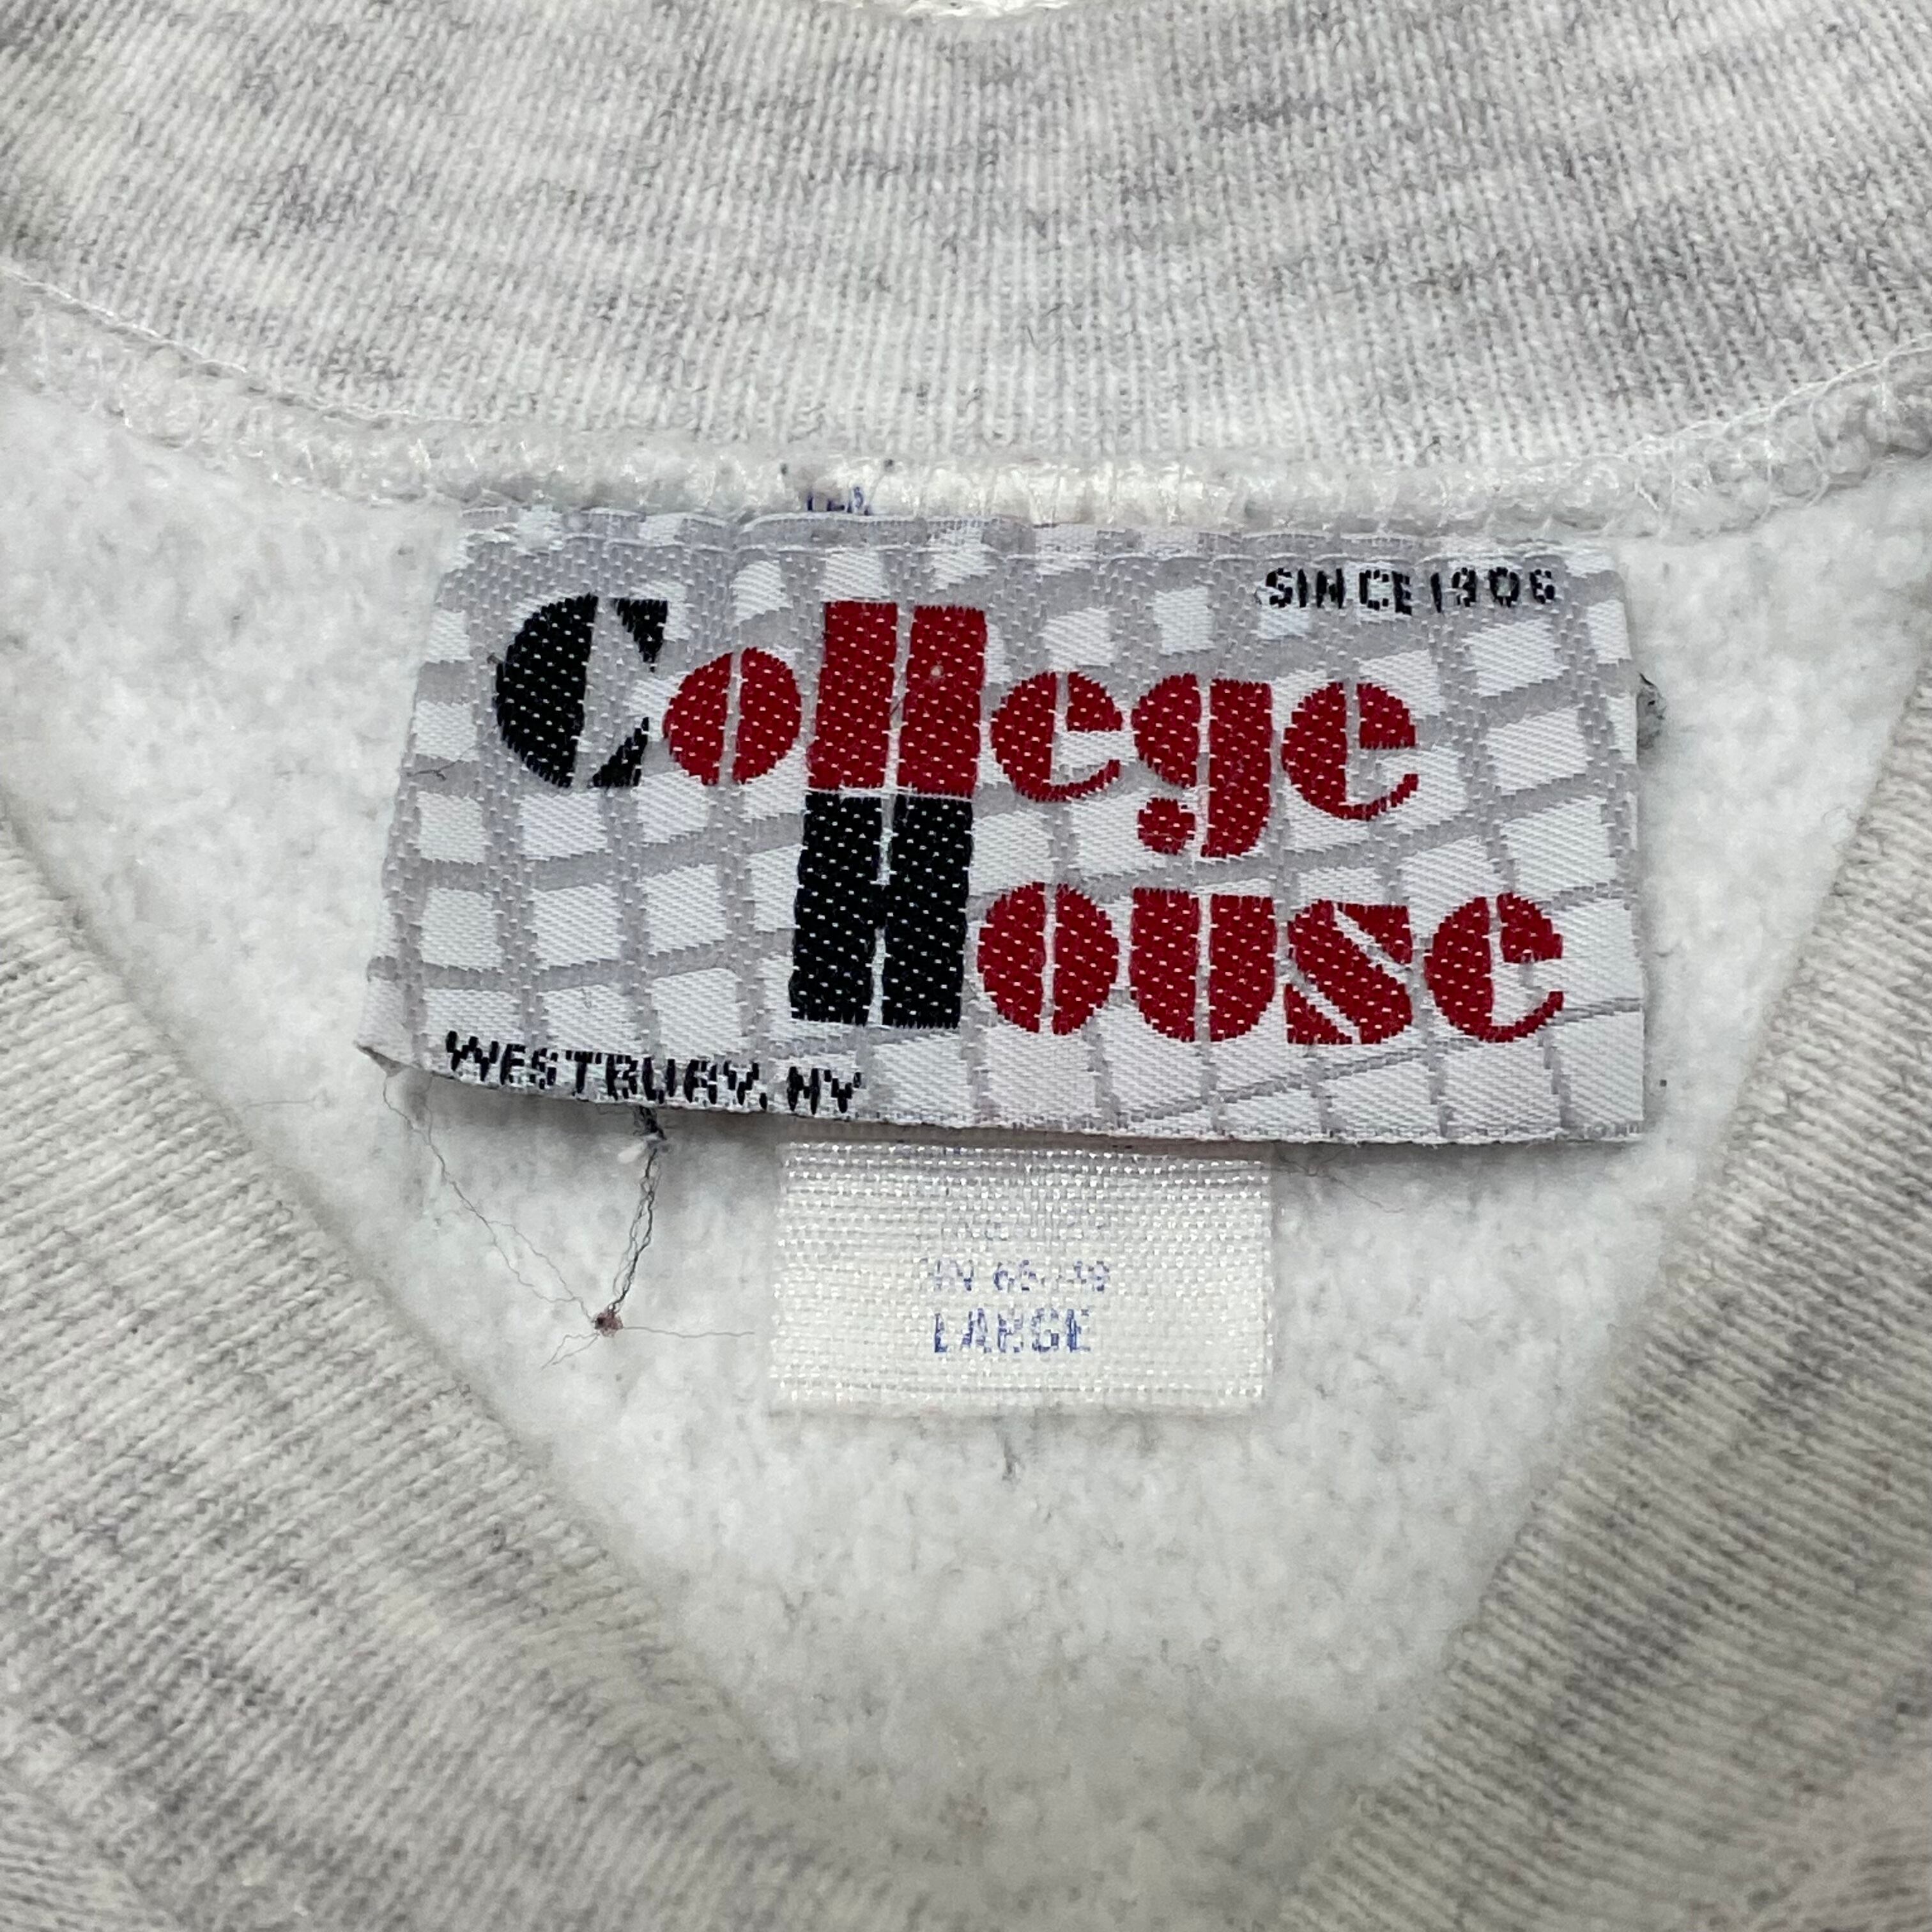 SINCE 1906
College
House
WESTBURY, NY
LARGE